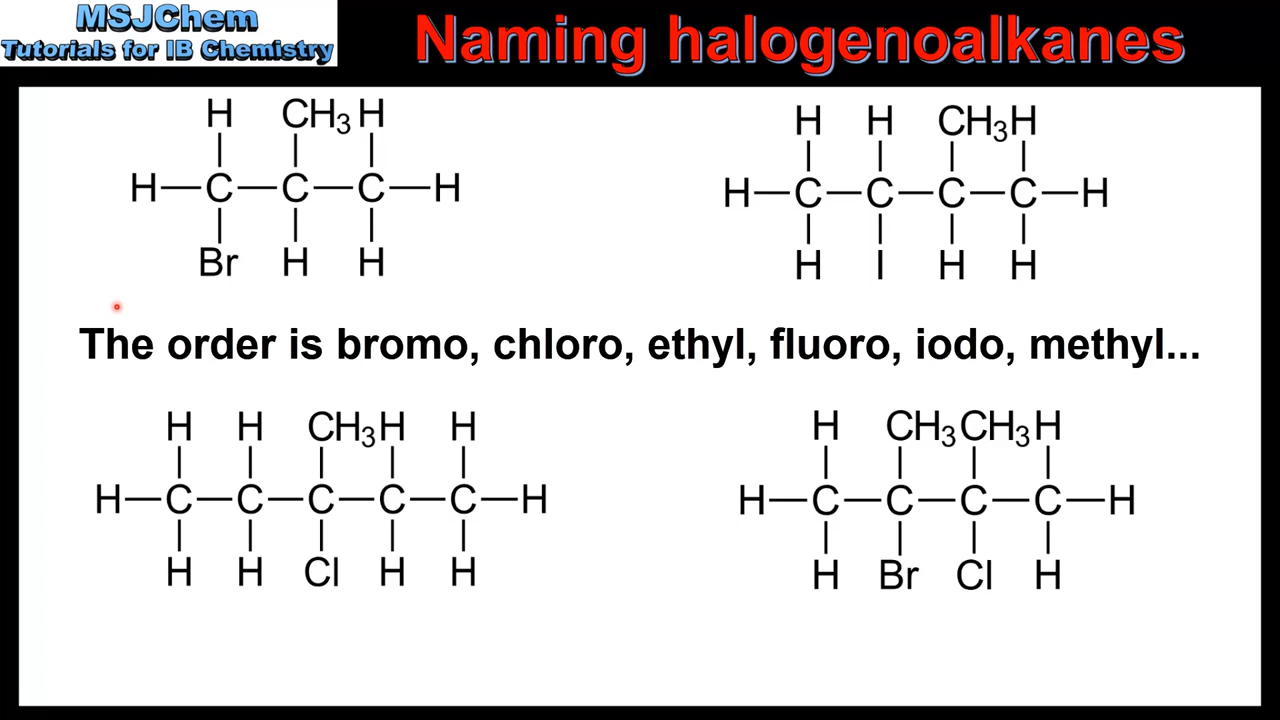 MSJChem
Tutorials for IB Chemistry
Naming halogenoalkanes
H CH₃ H
H C C C H
Br H H
H H CH₃ H
H C C C C H
H I H H
The order is bromo, chloro, ethyl, fluoro, iodo, methyl...
H H CH₃ H H
H C C C C C H
H H Cl H H
H CH₃ CH₃ H
H C C C C H
H Br Cl H